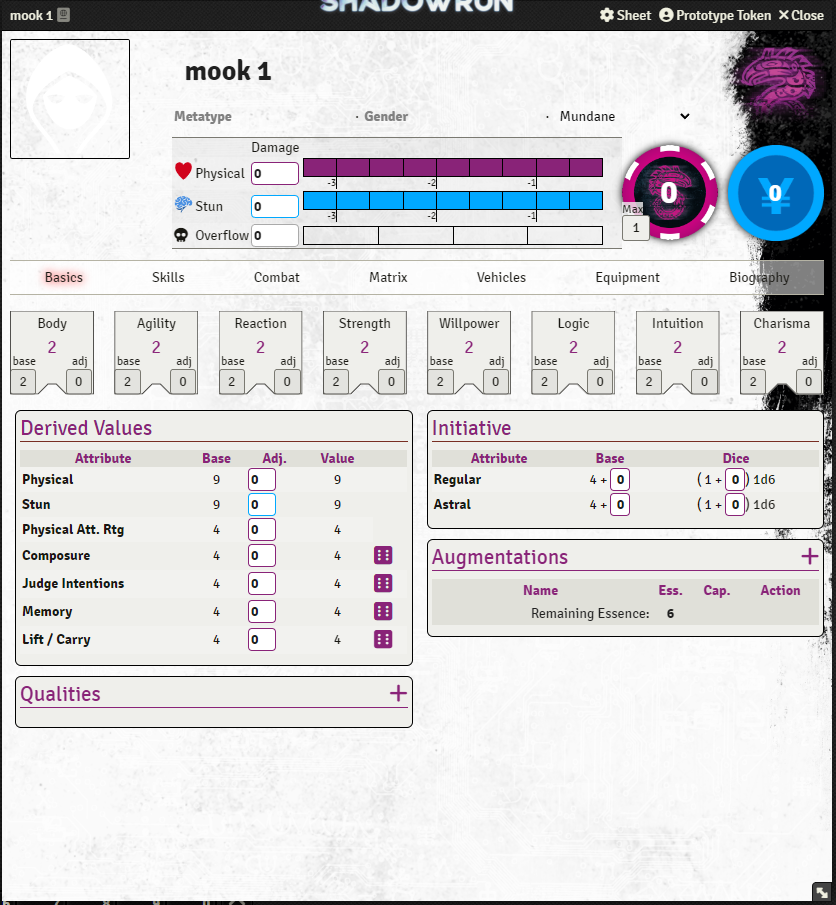 SHADOWRUN
mook 1 Sheet Prototype Token Close
mook 1
Metatype · Gender · Mundane
Damage
Physical 0
-3 -2 -1
Stun 0
-3 -2 -1
Overflow 0
0
Max
1
¥
0
Basics Skills Combat Matrix Vehicles Equipment Biography
Body Agility Reaction Strength Willpower Logic Intuition Charisma
2 2 2 2 2 2 2 2
base adj base adj base adj base adj base adj base adj base adj base adj
2 0 2 0 2 0 2 0 2 0 2 0 2 0 2 0
Derived Values
Attribute Base Adj. Value
Physical 9 0 9
Stun 9 0 9
Physical Att. Rtg 4 0 4
Composure 4 0 4
Judge Intentions 4 0 4
Memory 4 0 4
Lift / Carry 4 0 4
Qualities +
Initiative
Attribute Base Dice
Regular 4 + 0 ( 1 + 0 ) 1d6
Astral 4 + 0 ( 1 + 0 ) 1d6
Augmentations +
Name Ess. Cap. Action
Remaining Essence: 6